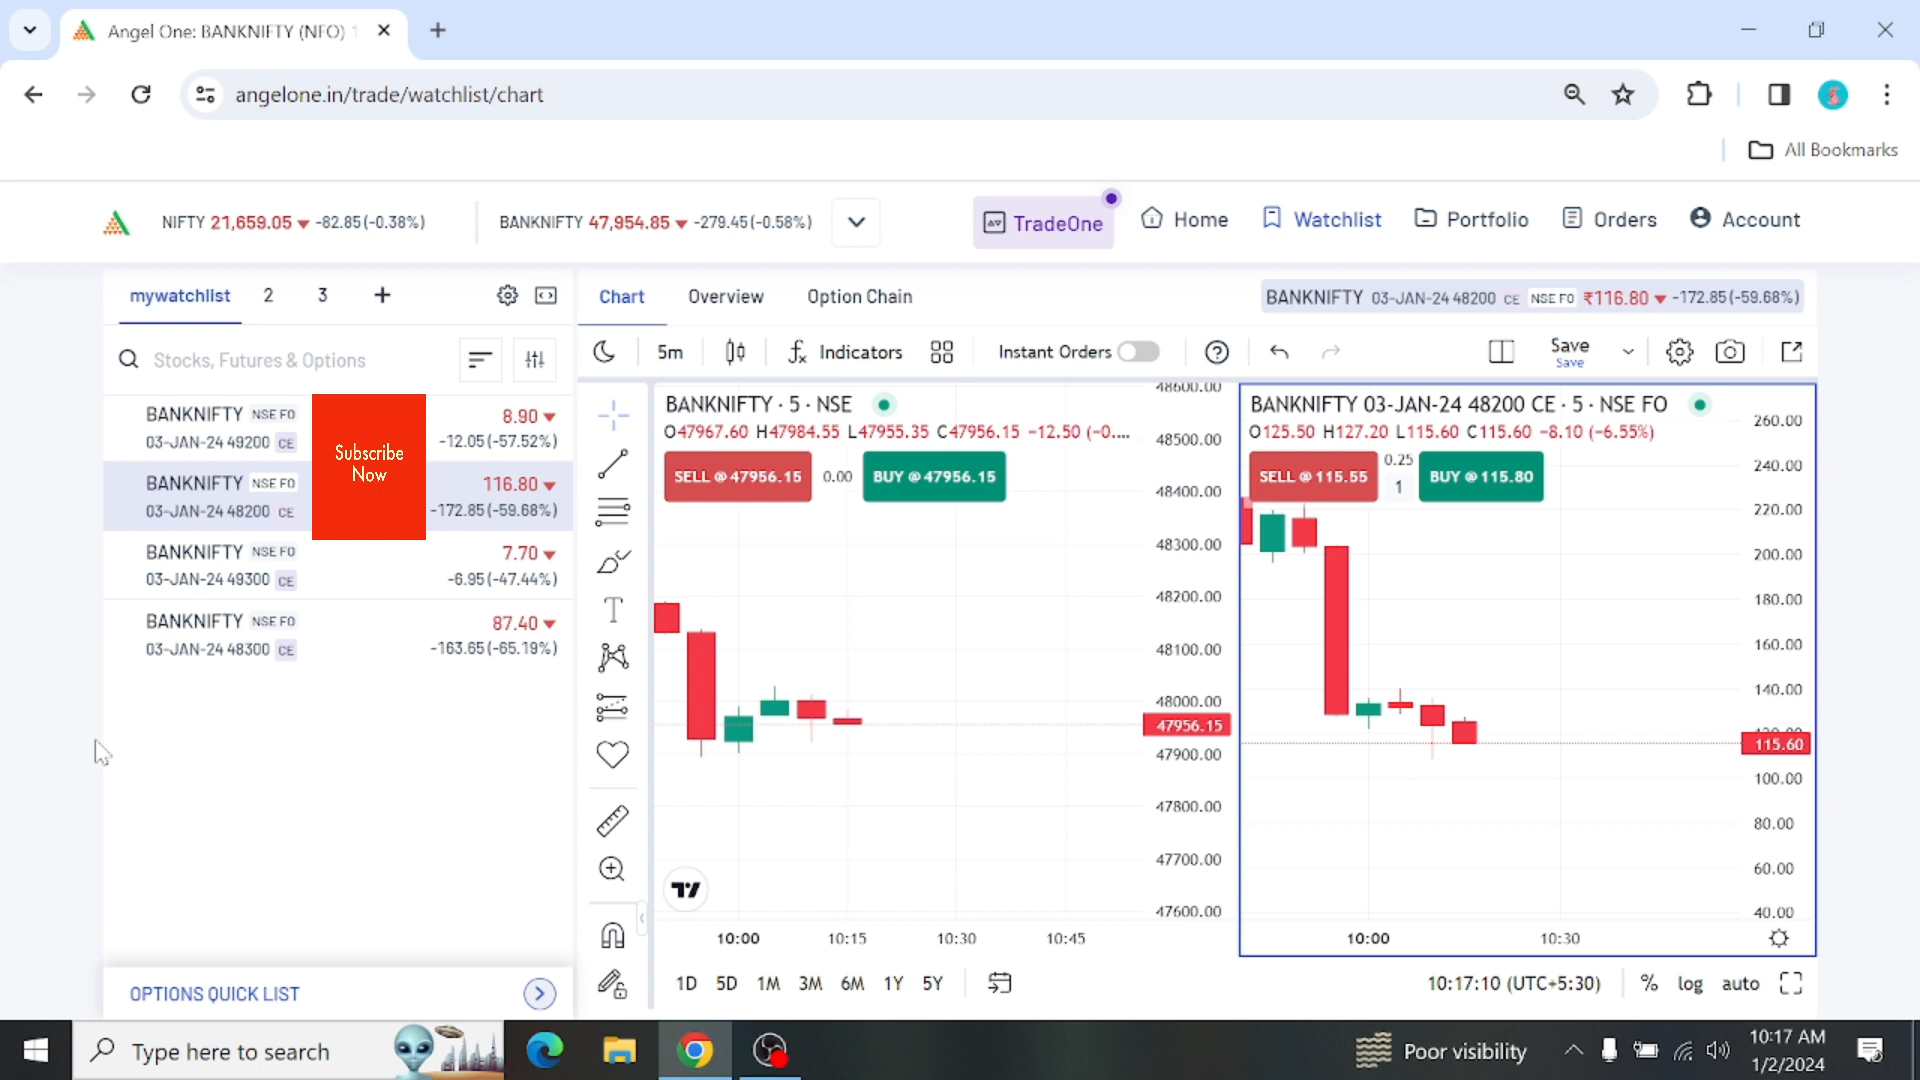 Angel One: BANKNIFTY (NFO)
angelone.in/trade/watchlist/chart
All Bookmarks
NIFTY 21,659.05 -82.85(-0.38%)
BANKNIFTY 47,954.85 -279.45(-0.58%)
TradeOne
Home
Watchlist
Portfolio
Orders
Account
mywatchlist 2 3 +
Chart Overview Option Chain
BANKNIFTY 03-JAN-24 48200 CE NSE FO ₹116.80 -172.85(-59.68%)
Stocks, Futures & Options
5m
Indicators
Instant Orders
Save
Save
BANKNIFTY NSE FO 8.90
03-JAN-24 49200 CE -12.05(-57.52%)
BANKNIFTY NSE FO 116.80
03-JAN-24 48200 CE -172.85(-59.68%)
BANKNIFTY NSE FO 7.70
03-JAN-24 49300 CE -6.95(-47.44%)
BANKNIFTY NSE FO 87.40
03-JAN-24 48300 CE -163.65(-65.19%)
Subscribe
Now
BANKNIFTY · 5 · NSE
O47967.60 H47984.55 L47955.35 C47956.15 -12.50 (-0....
SELL @ 47956.15 0.00 BUY @ 47956.15
48600.00
48500.00
48400.00
48300.00
48200.00
48100.00
48000.00
47956.15
47900.00
47800.00
47700.00
47600.00
10:00 10:15 10:30 10:45
BANKNIFTY 03-JAN-24 48200 CE · 5 · NSE FO
O125.50 H127.20 L115.60 C115.60 -8.10 (-6.55%)
SELL @ 115.55 0.25 1 BUY @ 115.80
260.00
240.00
220.00
200.00
180.00
160.00
140.00
115.60
100.00
80.00
60.00
40.00
10:00 10:30
OPTIONS QUICK LIST
1D 5D 1M 3M 6M 1Y 5Y
10:17:10 (UTC+5:30) % log auto
Type here to search
Poor visibility
10:17 AM
1/2/2024